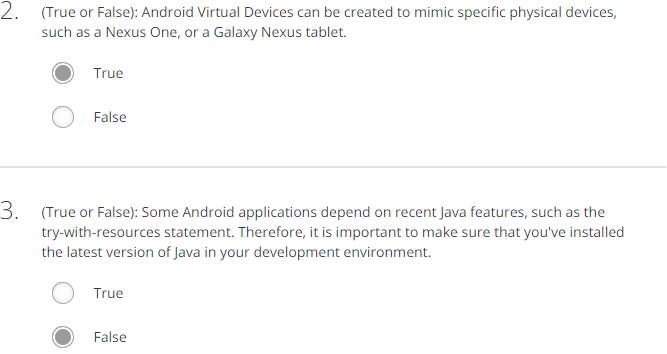 2. (True or False): Android Virtual Devices can be created to mimic specific physical devices,
such as a Nexus One, or a Galaxy Nexus tablet.
True
False
3. (True or False): Some Android applications depend on recent Java features, such as the
try-with-resources statement. Therefore, it is important to make sure that you've installed
the latest version of Java in your development environment.
True
False